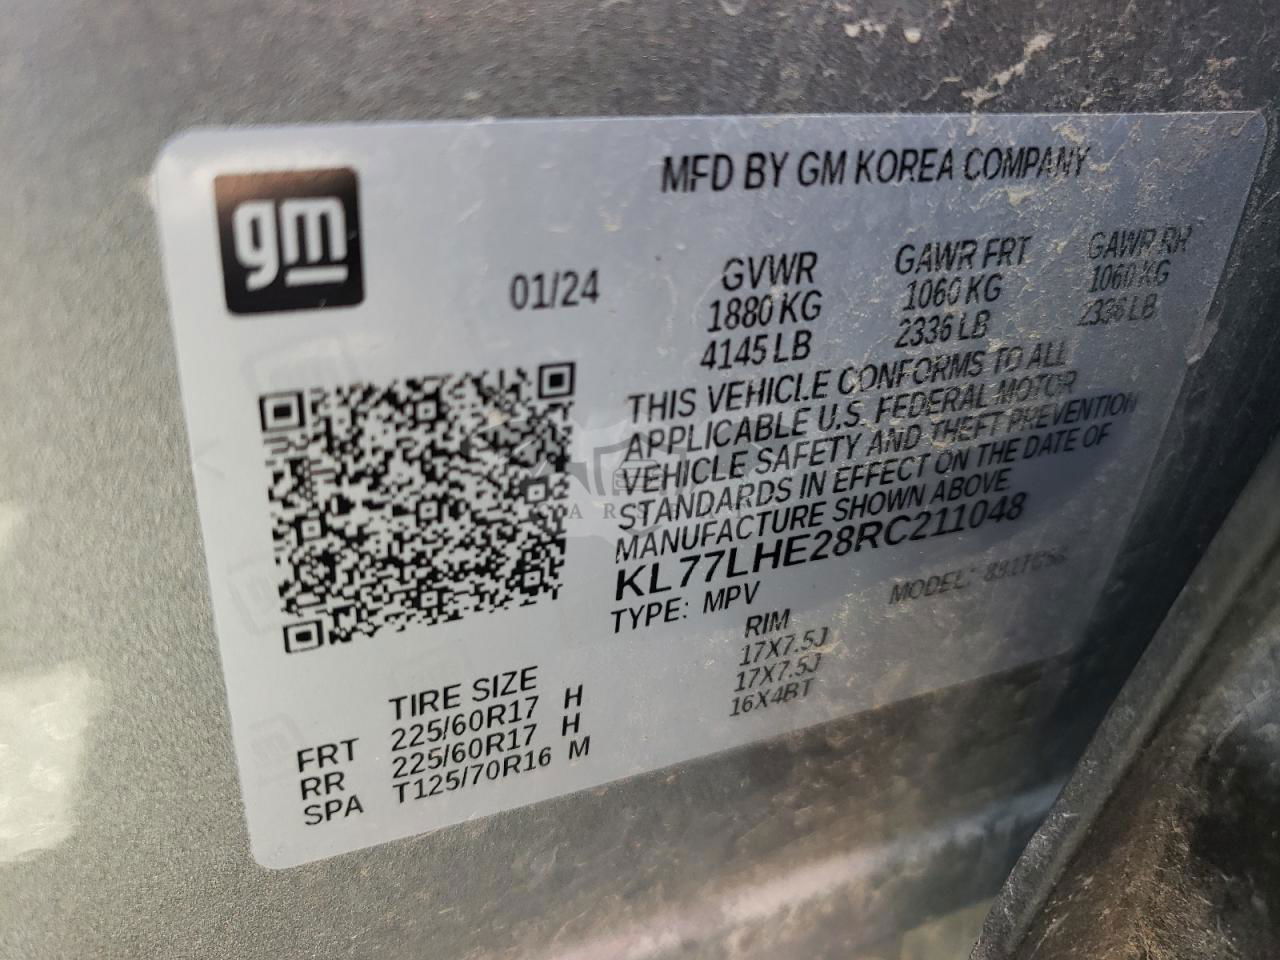 gm
MFD BY GM KOREA COMPANY
01/24
GVWR GAWR FRT GAWR RR
1880 KG 1060 KG 1060 KG
4145 LB 2336 LB 2336 LB
THIS VEHICLE CONFORMS TO ALL
APPLICABLE U.S. FEDERAL MOTOR
VEHICLE SAFETY AND THEFT PREVENTION
STANDARDS IN EFFECT ON THE DATE OF
MANUFACTURE SHOWN ABOVE
KL77LHE28RC211048
TYPE: MPV MODEL:
TIRE SIZE RIM
FRT 225/60R17 H 17X7.5J
RR 225/60R17 H 17X7.5J
SPA T125/70R16 M 16X4BT